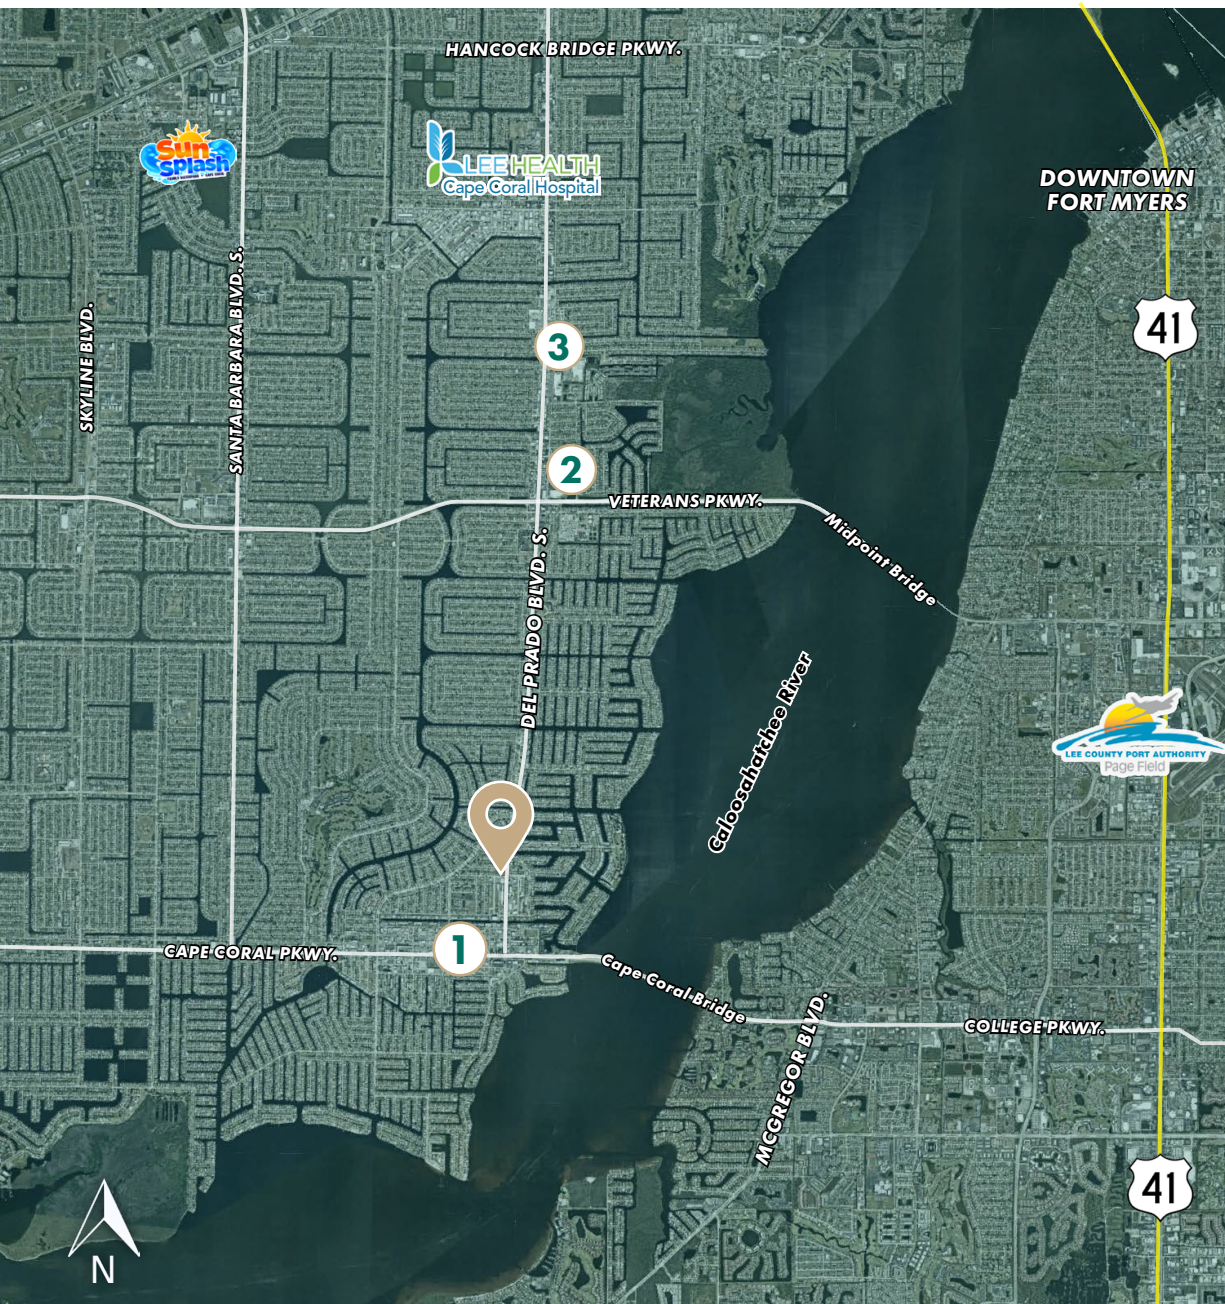 HANCOCK BRIDGE PKWY.
Sun
Splash
LEE HEALTH
Cape Coral Hospital
DOWNTOWN
FORT MYERS
SKYLINE BLVD.
SANTA BARBARA BLVD. S.
41
3
2
VETERANS PKWY.
Midpoint Bridge
DEL PRADO BLVD. S.
Caloosahatchee River
LEE COUNTY PORT AUTHORITY
Page Field
1
CAPE CORAL PKWY.
Cape Coral Bridge
MCGREGOR BLVD.
COLLEGE PKWY.
41
N